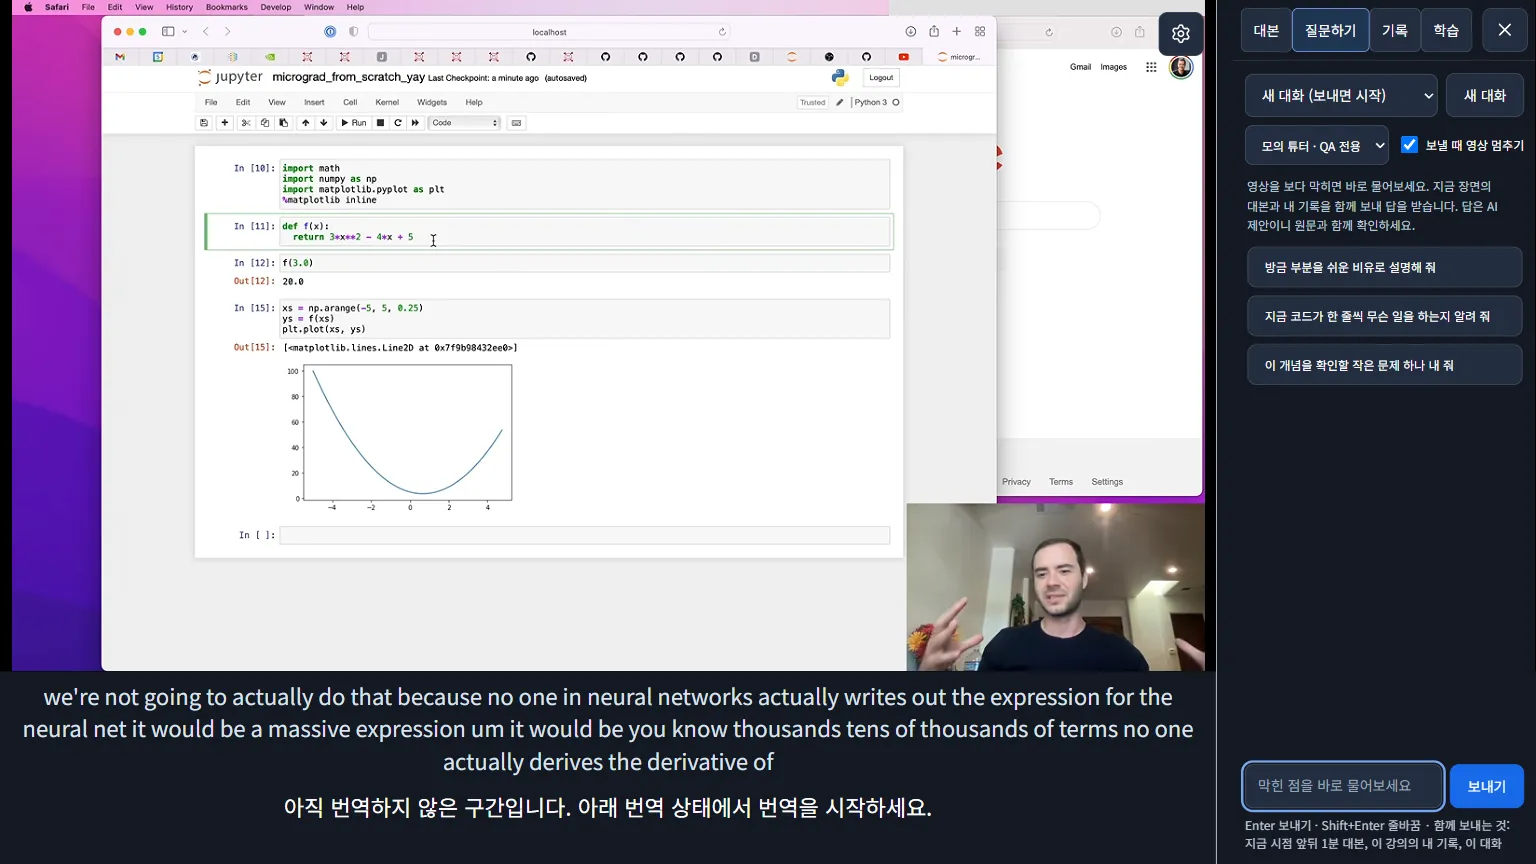 Safari File Edit View History Bookmarks Develop Window Help
localhost
microgr...
jupyter micrograd_from_scratch_yay Last Checkpoint: a minute ago (autosaved)
Logout
File Edit View Insert Cell Kernel Widgets Help
Trusted
Python 3
Run
Code
In [10]: import math
import numpy as np
import matplotlib.pyplot as plt
%matplotlib inline
In [11]: def f(x):
return 3*x**2 - 4*x + 5
In [12]: f(3.0)
Out[12]: 20.0
In [15]: xs = np.arange(-5, 5, 0.25)
ys = f(xs)
plt.plot(xs, ys)
Out[15]: [<matplotlib.lines.Line2D at 0x7f9b98432ee0>]
100
80
60
40
20
0
−4 −2 0 2 4
In [ ]:
Gmail Images
Privacy Terms Settings
we're not going to actually do that because no one in neural networks actually writes out the expression for the
neural net it would be a massive expression um it would be you know thousands tens of thousands of terms no one
actually derives the derivative of
아직 번역하지 않은 구간입니다. 아래 번역 상태에서 번역을 시작하세요.
대본 질문하기 기록 학습
새 대화 (보내면 시작) 새 대화
모의 튜터 · QA 전용 보낼 때 영상 멈추기
영상을 보다 막히면 바로 물어보세요. 지금 장면의
대본과 내 기록을 함께 보내 답을 받습니다. 답은 AI
제안이니 원문과 함께 확인하세요.
방금 부분을 쉬운 비유로 설명해 줘
지금 코드가 한 줄씩 무슨 일을 하는지 알려 줘
이 개념을 확인할 작은 문제 하나 내 줘
막힌 점을 바로 물어보세요
보내기
Enter 보내기 · Shift+Enter 줄바꿈 · 함께 보내는 것:
지금 시점 앞뒤 1분 대본, 이 강의의 내 기록, 이 대화